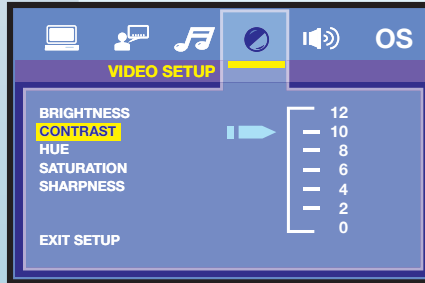 OS
VIDEO SETUP
BRIGHTNESS
CONTRAST
HUE
SATURATION
SHARPNESS
EXIT SETUP
12
10
8
6
4
2
0